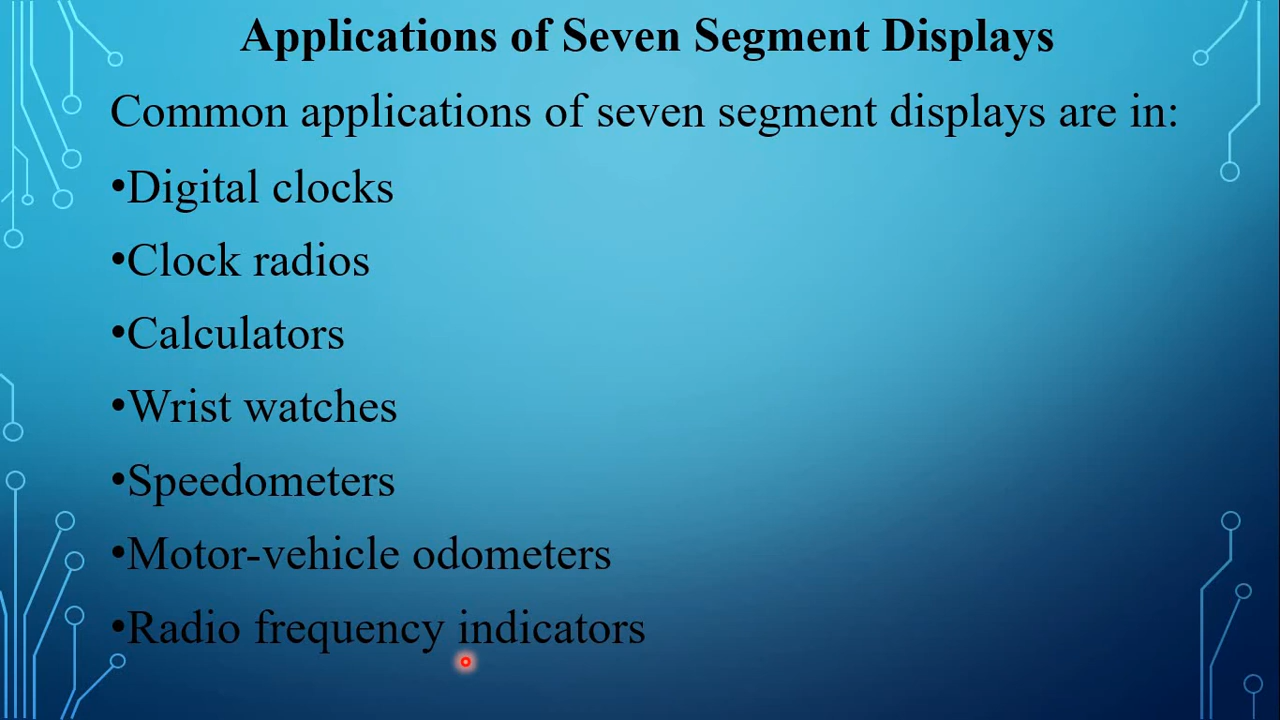 Applications of Seven Segment Displays
Common applications of seven segment displays are in:
•Digital clocks
•Clock radios
•Calculators
•Wrist watches
•Speedometers
•Motor-vehicle odometers
•Radio frequency indicators